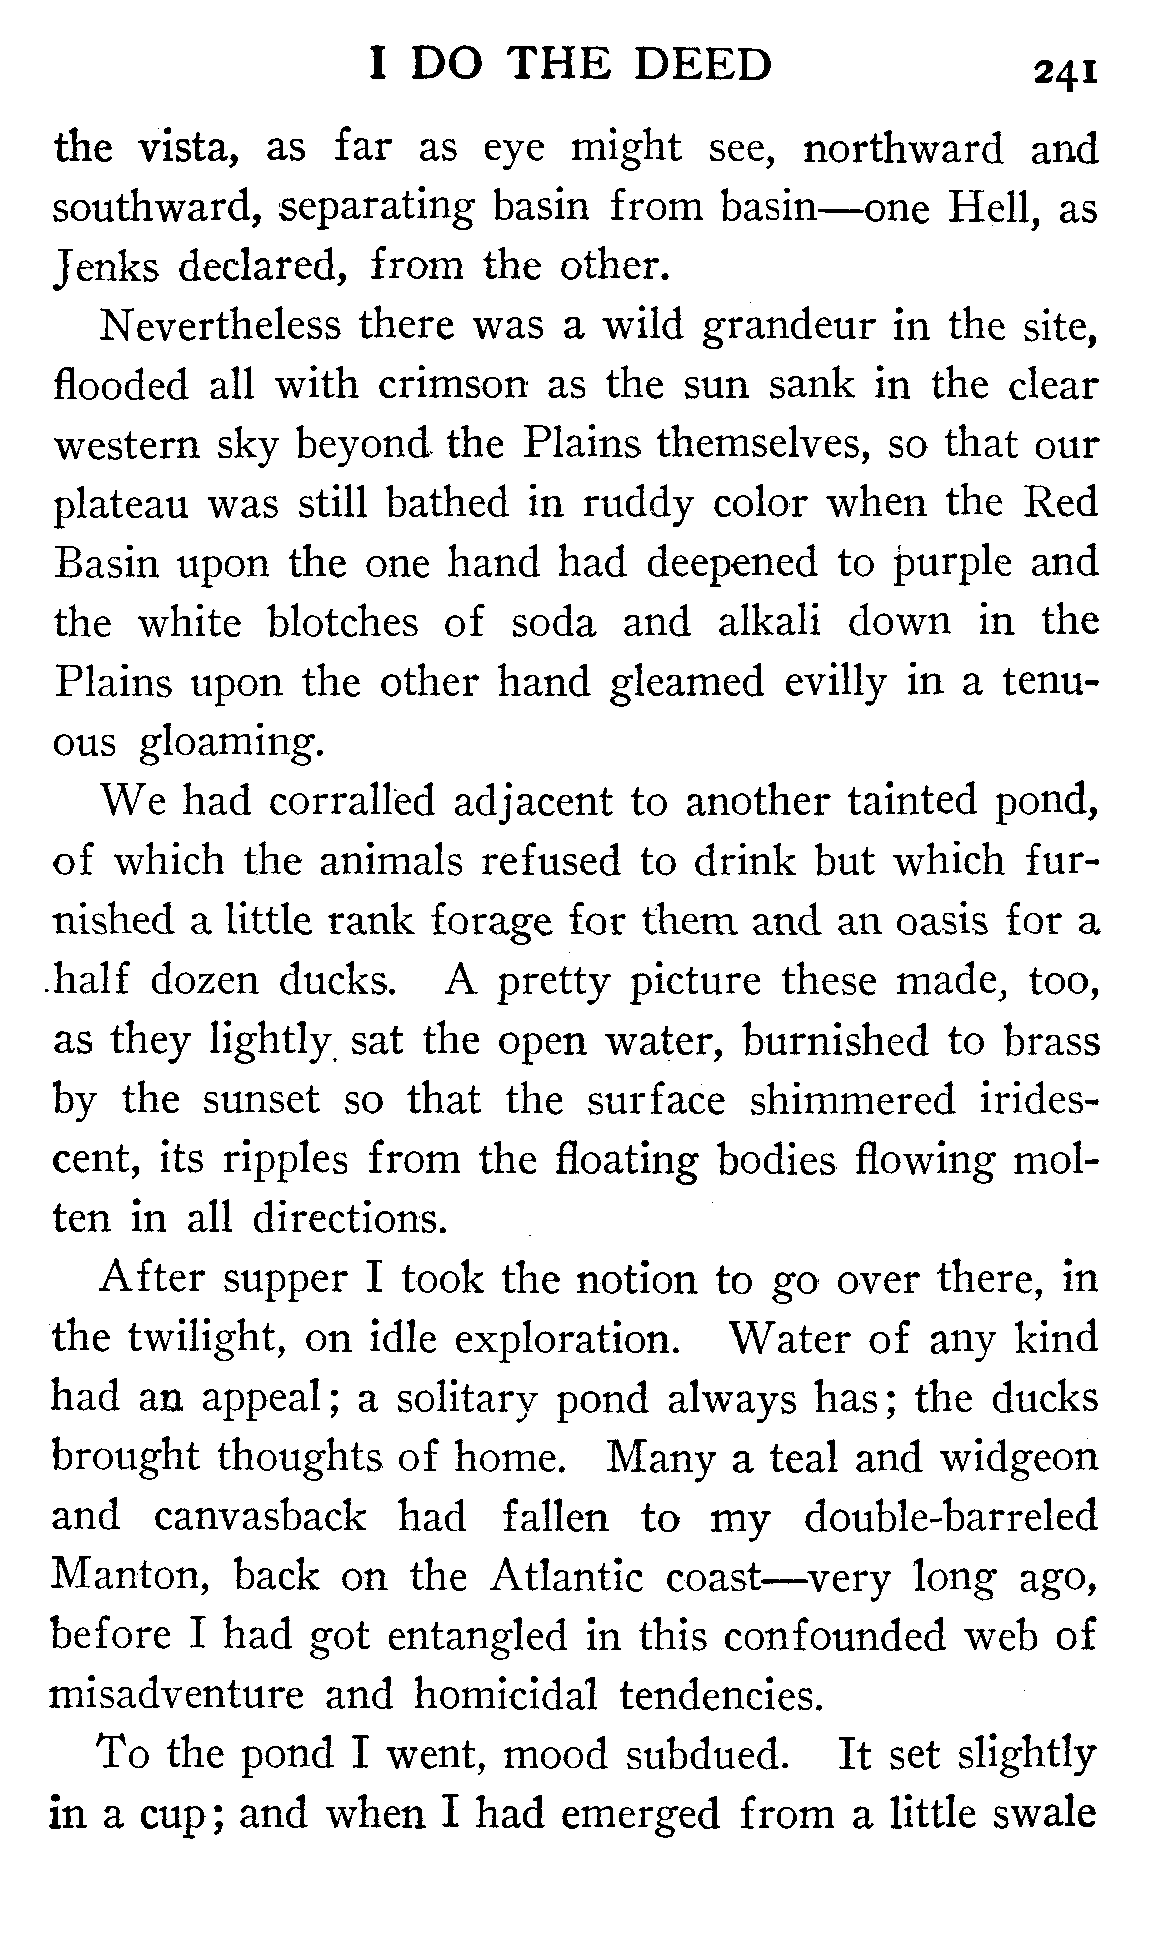 I DO THE DEED 241
the vista, as far as eye might see, northward and
southward, separating basin from basin—one Hell, as
Jenks declared, from the other.
Nevertheless there was a wild grandeur in the site,
flooded all with crimson as the sun sank in the clear
western sky beyond the Plains themselves, so that our
plateau was still bathed in ruddy color when the Red
Basin upon the one hand had deepened to purple and
the white blotches of soda and alkali down in the
Plains upon the other hand gleamed evilly in a tenu-
ous gloaming.
We had corralled adjacent to another tainted pond,
of which the animals refused to drink but which fur-
nished a little rank forage for them and an oasis for a
half dozen ducks. A pretty picture these made, too,
as they lightly sat the open water, burnished to brass
by the sunset so that the surface shimmered irides-
cent, its ripples from the floating bodies flowing mol-
ten in all directions.
After supper I took the notion to go over there, in
the twilight, on idle exploration. Water of any kind
had an appeal; a solitary pond always has; the ducks
brought thoughts of home. Many a teal and widgeon
and canvasback had fallen to my double-barreled
Manton, back on the Atlantic coast—very long ago,
before I had got entangled in this confounded web of
misadventure and homicidal tendencies.
To the pond I went, mood subdued. It set slightly
in a cup; and when I had emerged from a little swale